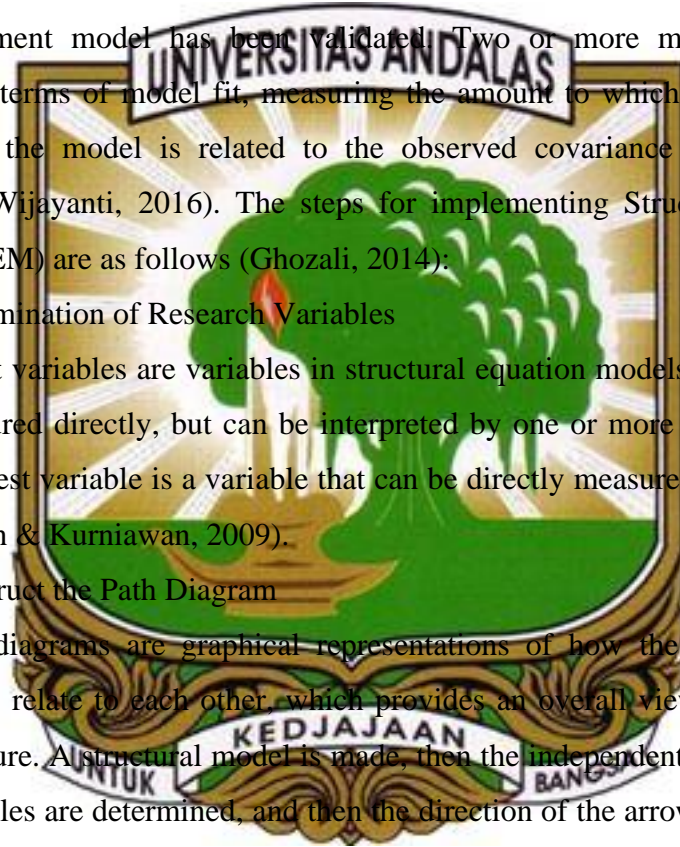 ment model has been validated. Two or more m
UNIVERSITAS ANDALAS
terms of model fit, measuring the amount to which
the model is related to the observed covariance
Wijayanti, 2016). The steps for implementing Stru
EM) are as follows (Ghozali, 2014):
mination of Research Variables
t variables are variables in structural equation models
ured directly, but can be interpreted by one or more
est variable is a variable that can be directly measure
n & Kurniawan, 2009).
ruct the Path Diagram
diagrams are graphical representations of how the
relate to each other, which provides an overall vie
KEDJAJAAN
ure. A structural model is made, then the independent
UNTUK BANGSA
les are determined, and then the direction of the arrow